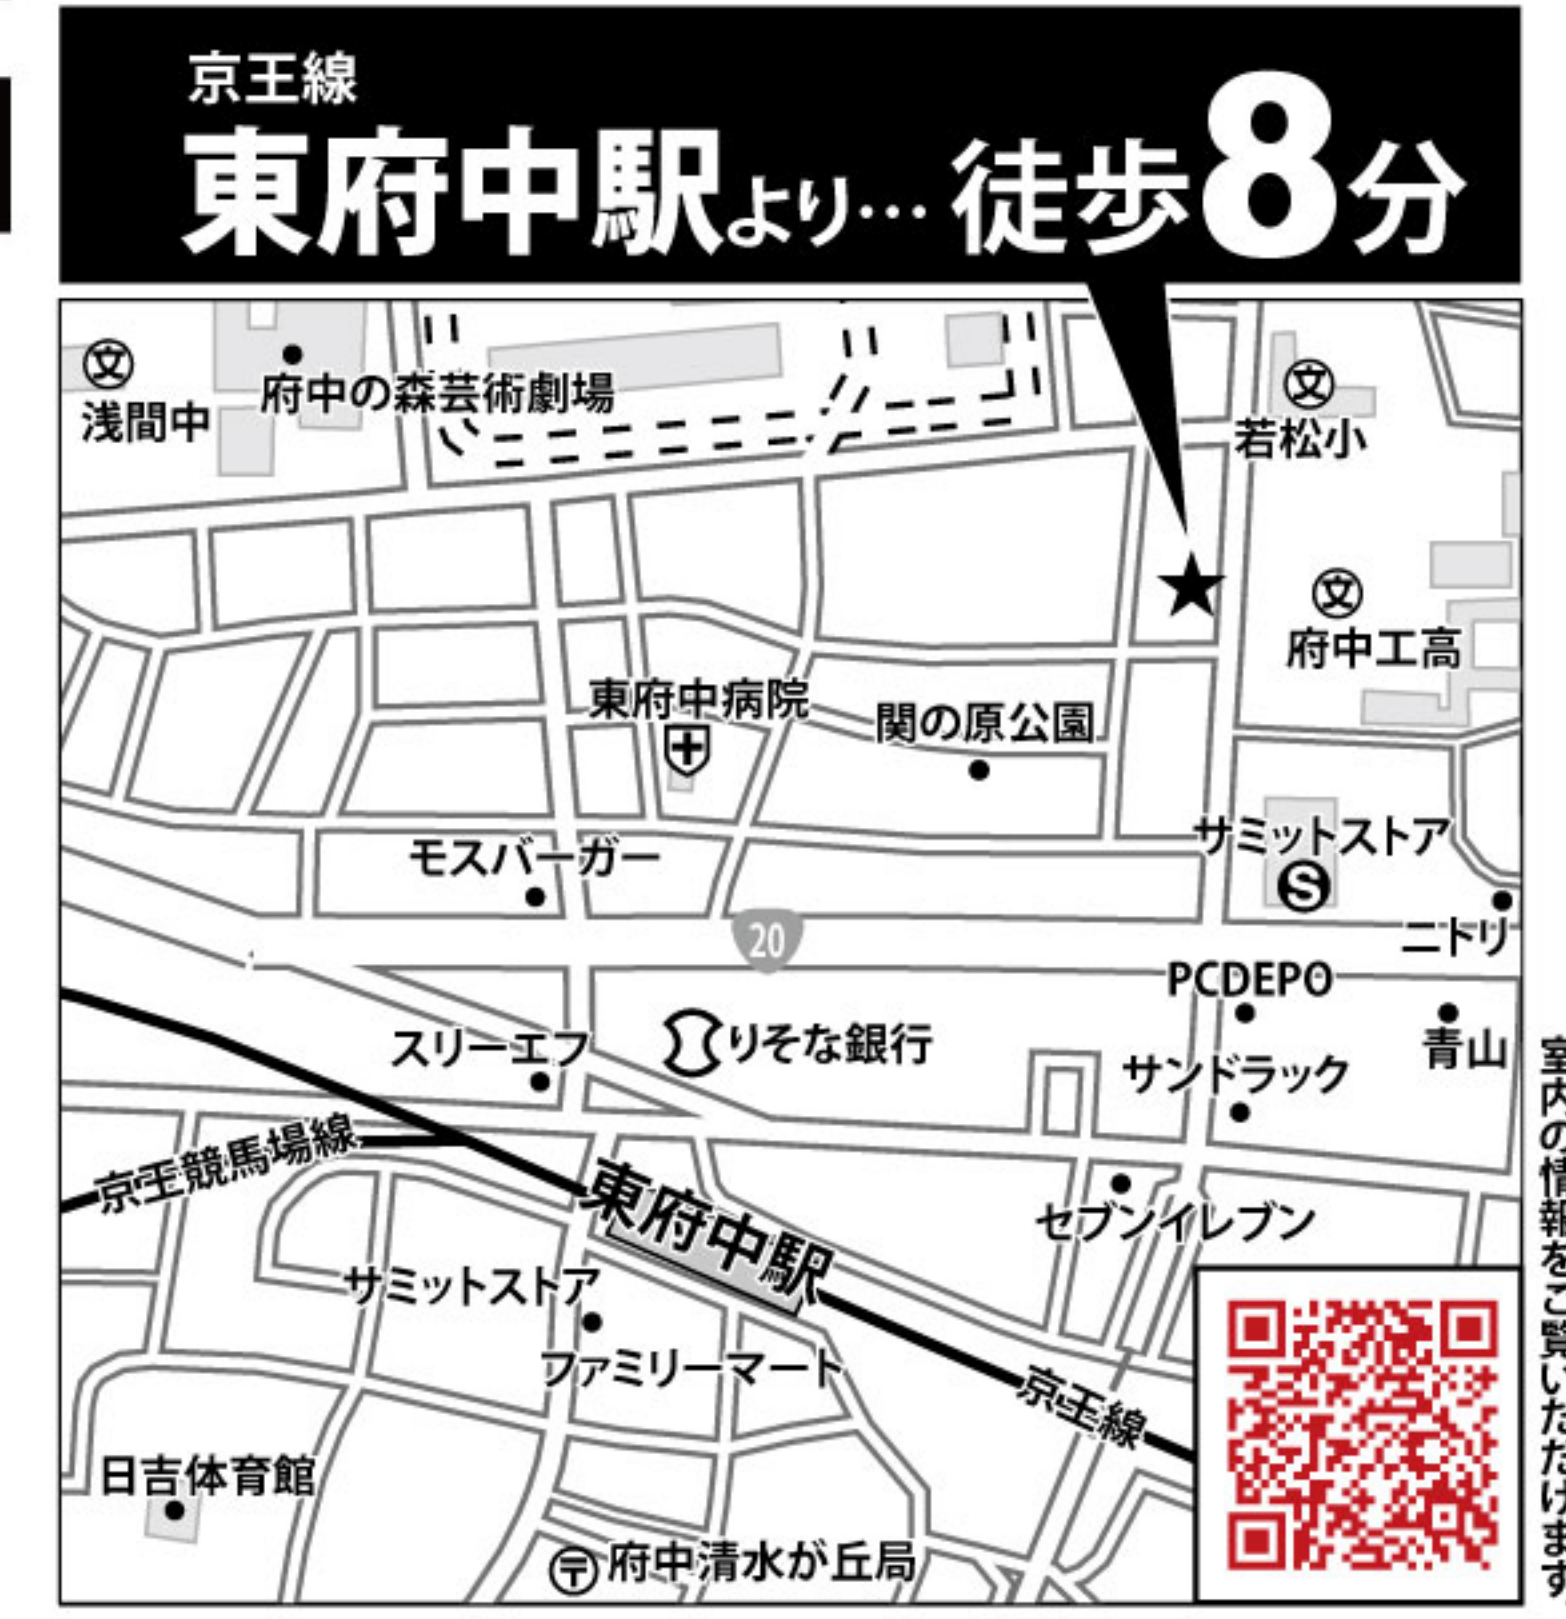 京王線
東府中駅より… 徒歩8分
文
浅間中
府中の森芸術劇場
文
若松小
文
府中工高
東府中病院
関の原公園
モスバーガー
サミットストア
S
ニトリ
20
PCDEPO
青山
スリーエフ
りそな銀行
サンドラック
京王競馬場線
東府中駅
セブンイレブン
サミットストア
ファミリーマート
京王線
日吉体育館
〒府中清水が丘局
室内の情報をご覧いただけます